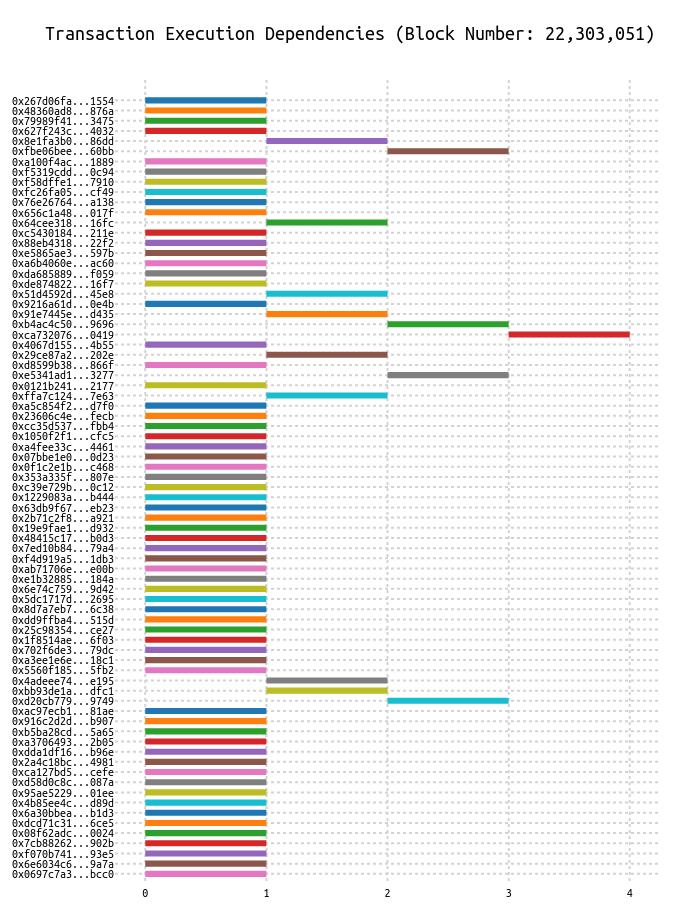 Transaction Execution Dependencies (Block Number: 22,303,051)
0x267d06fa...1554
0x48360ad8...876a
0x79989f41...3475
0x627f243c...4032
0x8e1fa3b0...86dd
0xfbe06bee...60bb
0xa100f4ac...1889
0xf5319cdd...0c94
0xf58dffe1...7910
0xfc26fa05...cf49
0x76e26764...a138
0x656c1a48...017f
0x64cee318...16fc
0xc5430184...211e
0x88eb4318...22f2
0xe5865ae3...597b
0xa6b4060e...ac60
0xda685889...f059
0xde874822...16f7
0x51d4592d...45e8
0x9216a61d...0e4b
0x91e7445e...d435
0xb4ac4c50...9696
0xca732076...0419
0x4067d155...4b55
0x29ce87a2...202e
0xd8599b38...866f
0xe5341ad1...3277
0x0121b241...2177
0xffa7c124...7e63
0xa5c854f2...d7f0
0x23606c4e...fecb
0xcc35d537...fbb4
0x1050f2f1...cfc5
0xa4fee33c...4461
0x07bbe1e0...0d23
0x0f1c2e1b...c468
0x353a335f...807e
0xc39e729b...0c12
0x1229083a...b444
0x63db9f67...eb23
0x2b71c2f8...a921
0x19e9fae1...d932
0x48415c17...b0d3
0x7ed10b84...79a4
0xf4d919a5...1db3
0xab71706e...e00b
0xe1b32885...184a
0x6e74c759...9d42
0x5dc1717d...2695
0x8d7a7eb7...6c38
0xdd9ffba4...515d
0x25c98354...ce27
0x1f8514ae...6f03
0x702f6de3...79dc
0xa3ee1e6e...18c1
0x5560f185...5fb2
0x4adeee74...e195
0xbb93de1a...dfc1
0xd20cb779...9749
0xac97ecb1...81ae
0x916c2d2d...b907
0xb5ba28cd...5a65
0xa3706493...2b05
0xdda1df16...b96e
0x2a4c18bc...4981
0xca127bd5...cefe
0xd58d0c8c...087a
0x95ae5229...01ee
0x4b85ee4c...d89d
0x6a30bbea...b1d3
0xdcd71c31...6ce5
0x08f62adc...0024
0x7cb88262...902b
0xf070b741...93e5
0x6e6034c6...9a7a
0x0697c7a3...bcc0
0 1 2 3 4